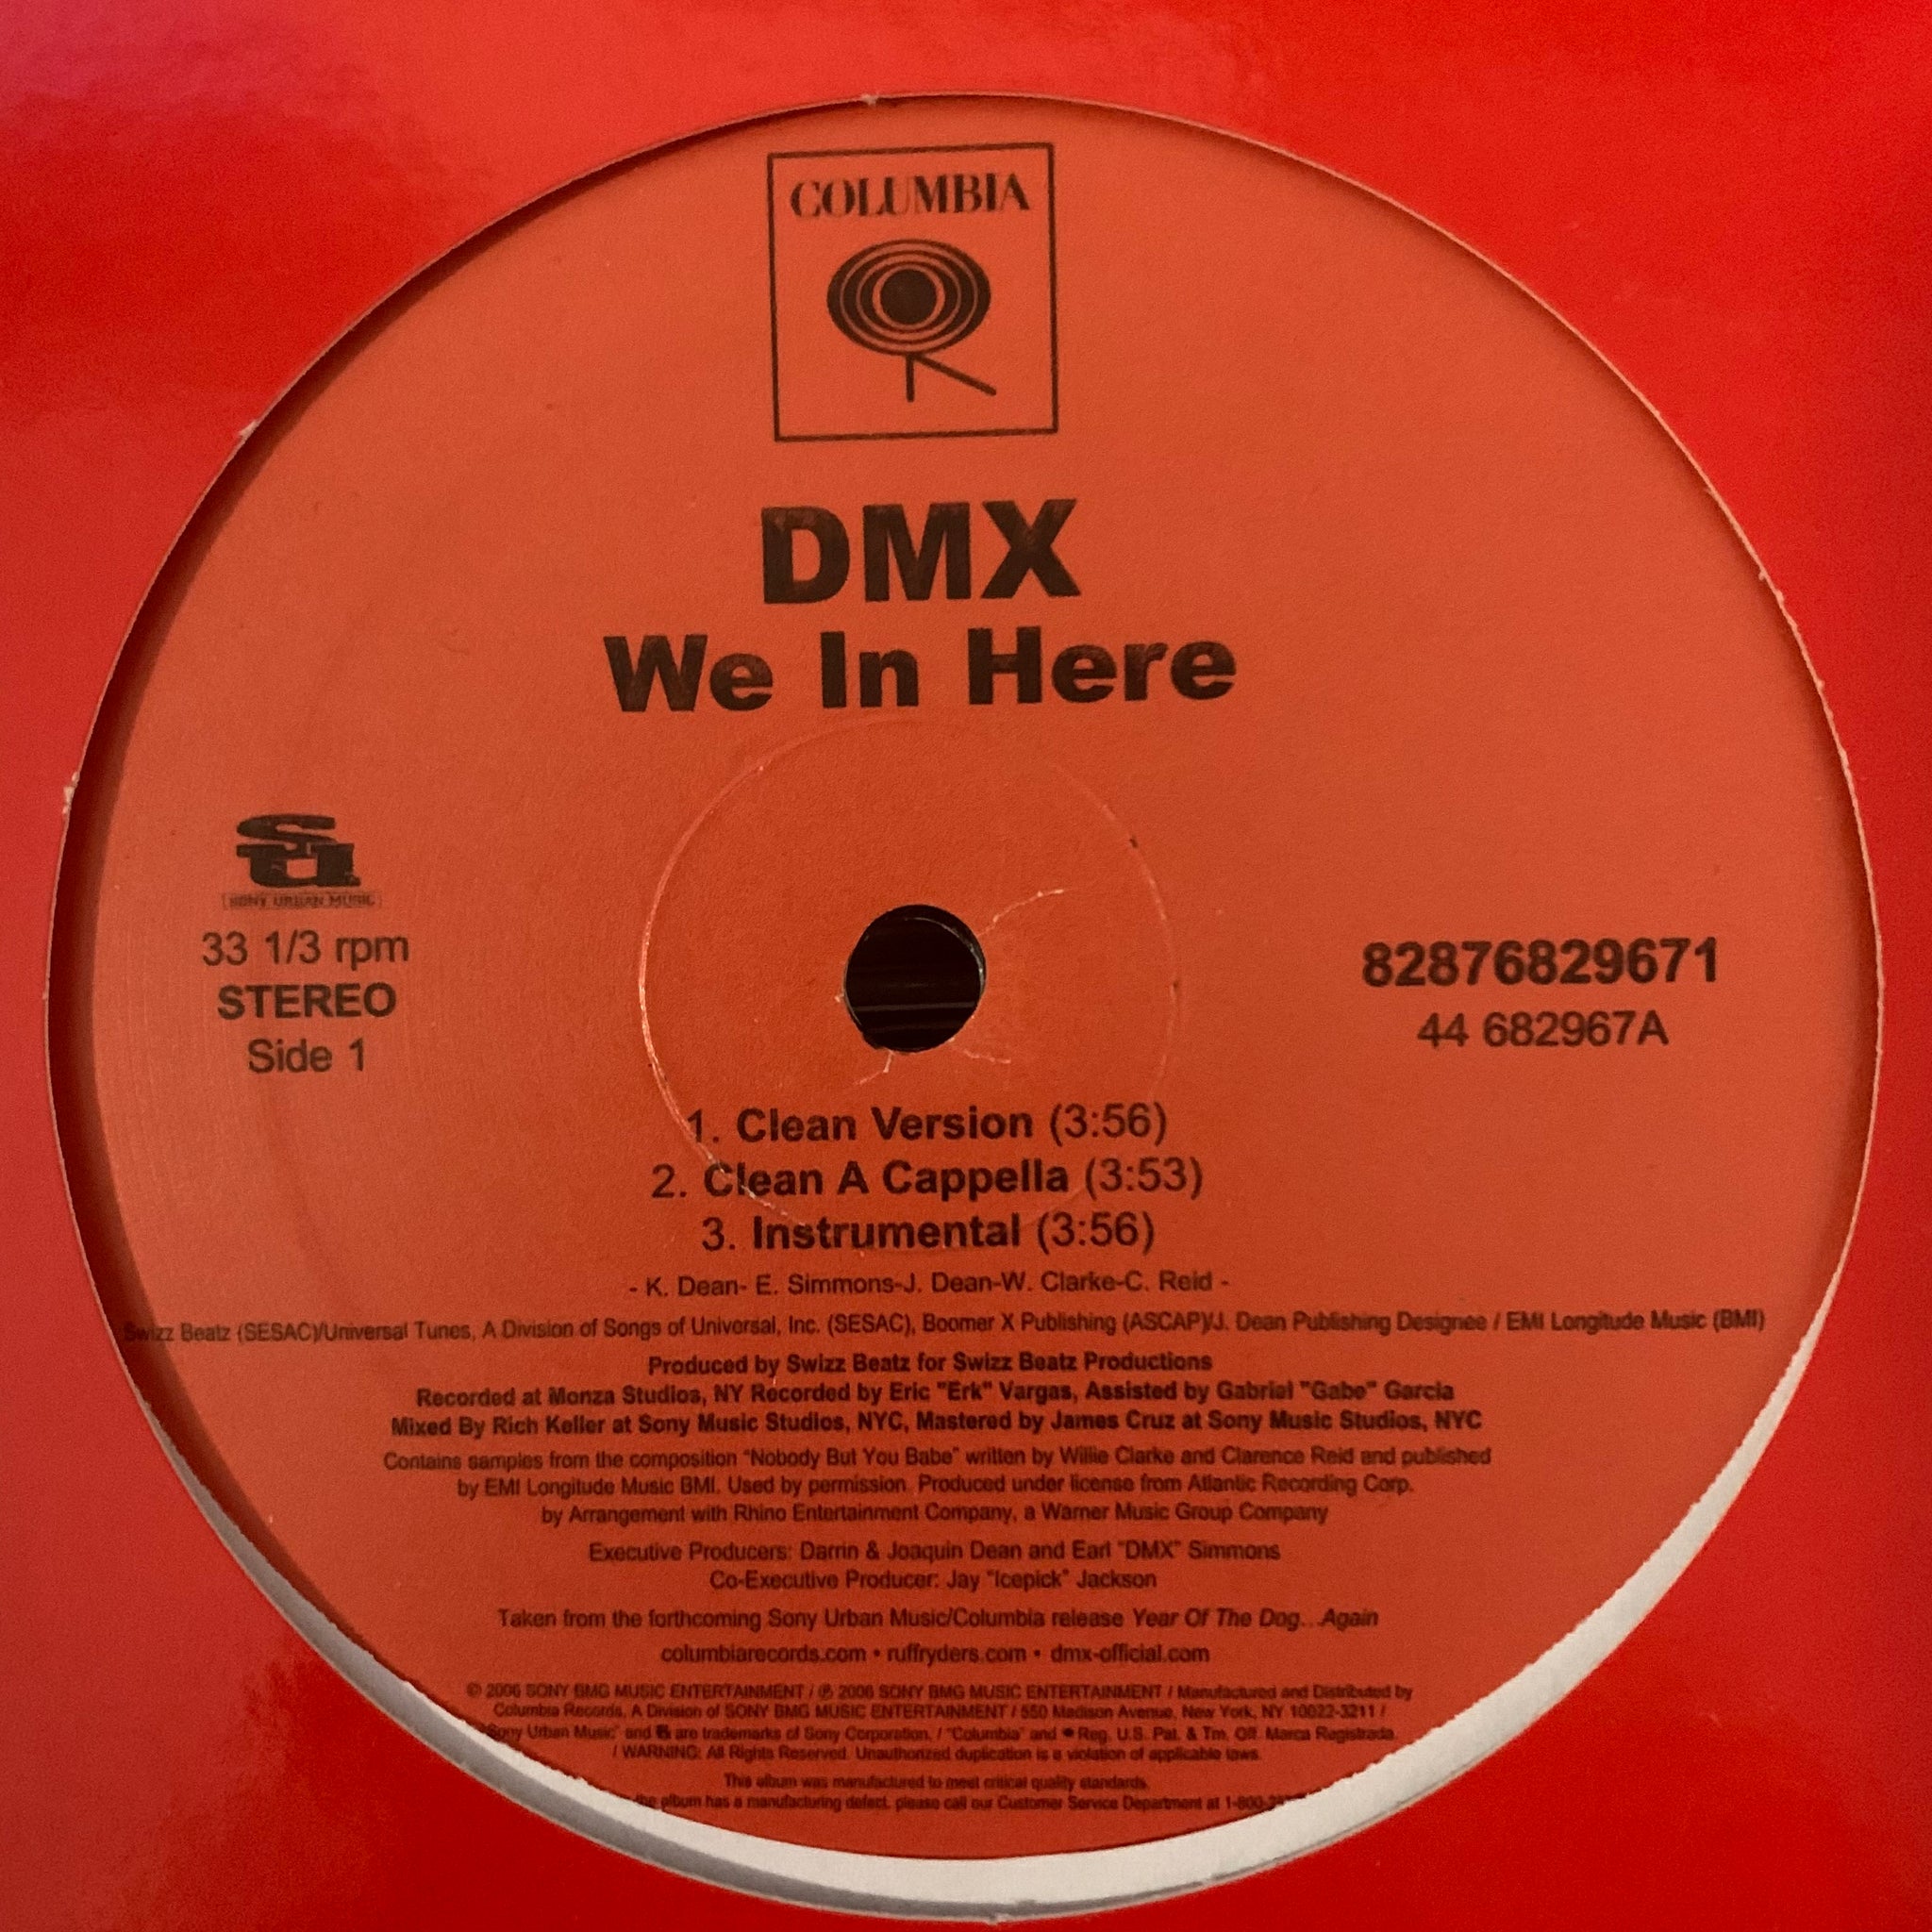 COLUMBIA
DMX
We In Here
SU
SONY URBAN MUSIC
33 1/3 rpm
STEREO
Side 1
82876829671
44 682967A
1. Clean Version (3:56)
2. Clean A Cappella (3:53)
3. Instrumental (3:56)
- K. Dean- E. Simmons-J. Dean-W. Clarke-C. Reid -
Swizz Beatz (SESAC)/Universal Tunes, A Division of Songs of Universal, Inc. (SESAC), Boomer X Publishing (ASCAP)/J. Dean Publishing Designee / EMI Longitude Music (BMI)
Produced by Swizz Beatz for Swizz Beatz Productions
Recorded at Monza Studios, NY Recorded by Eric "Erk" Vargas, Assisted by Gabriel "Gabe" Garcia
Mixed By Rich Keller at Sony Music Studios, NYC, Mastered by James Cruz at Sony Music Studios, NYC
Contains samples from the composition "Nobody But You Babe" written by Willie Clarke and Clarence Reid and published
by EMI Longitude Music BMI. Used by permission. Produced under license from Atlantic Recording Corp.
by Arrangement with Rhino Entertainment Company, a Warner Music Group Company
Executive Producers: Darrin & Joaquin Dean and Earl "DMX" Simmons
Co-Executive Producer: Jay "Icepick" Jackson
Taken from the forthcoming Sony Urban Music/Columbia release Year Of The Dog...Again
columbiarecords.com • ruffryders.com • dmx-official.com
© 2006 SONY BMG MUSIC ENTERTAINMENT / ℗ 2006 SONY BMG MUSIC ENTERTAINMENT / Manufactured and Distributed by
Columbia Records, A Division of SONY BMG MUSIC ENTERTAINMENT / 550 Madison Avenue, New York, NY 10022-3211 /
"Sony Urban Music" and are trademarks of Sony Corporation. / "Columbia" and Reg. U.S. Pat. & Tm. Off. Marca Registrada.
/ WARNING: All Rights Reserved. Unauthorized duplication is a violation of applicable laws.
This album was manufactured to meet critical quality standards.
the album has a manufacturing defect, please call our Customer Service Department at 1-800-